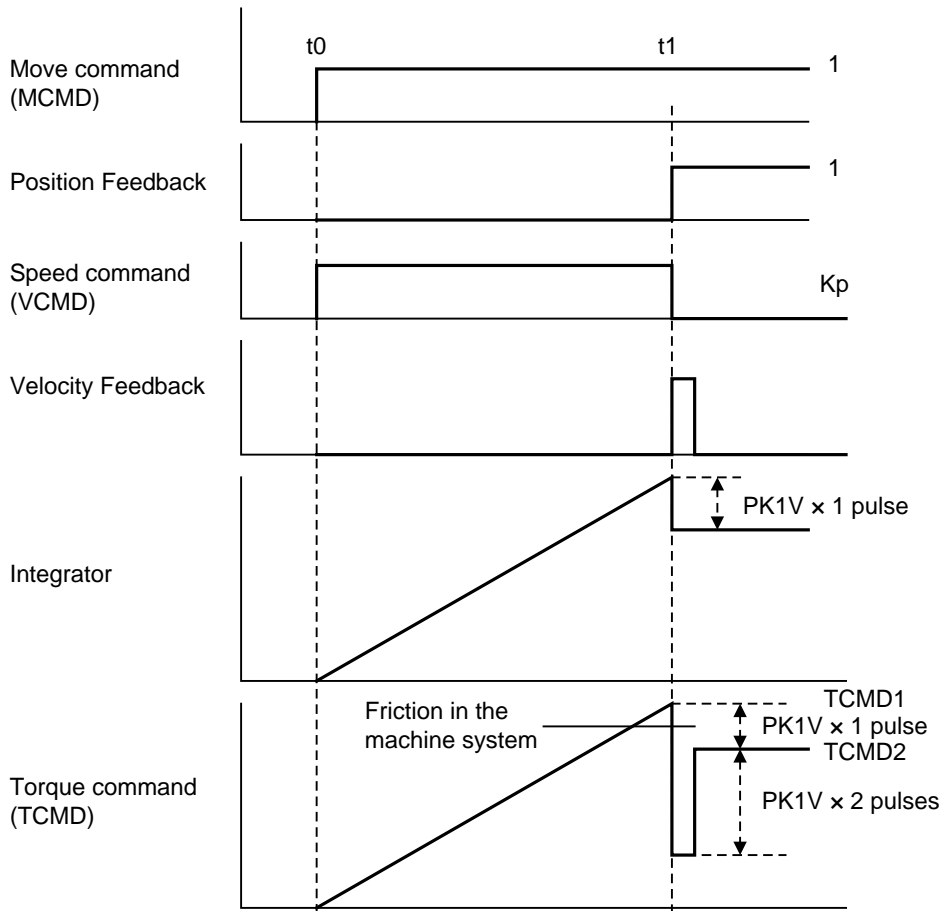 t0
t1
Move command
(MCMD)
1
Position Feedback
1
Speed command
(VCMD)
Kp
Velocity Feedback
PK1V × 1 pulse
Integrator
TCMD1
Friction in the
machine system
PK1V × 1 pulse
TCMD2
Torque command
(TCMD)
PK1V × 2 pulses